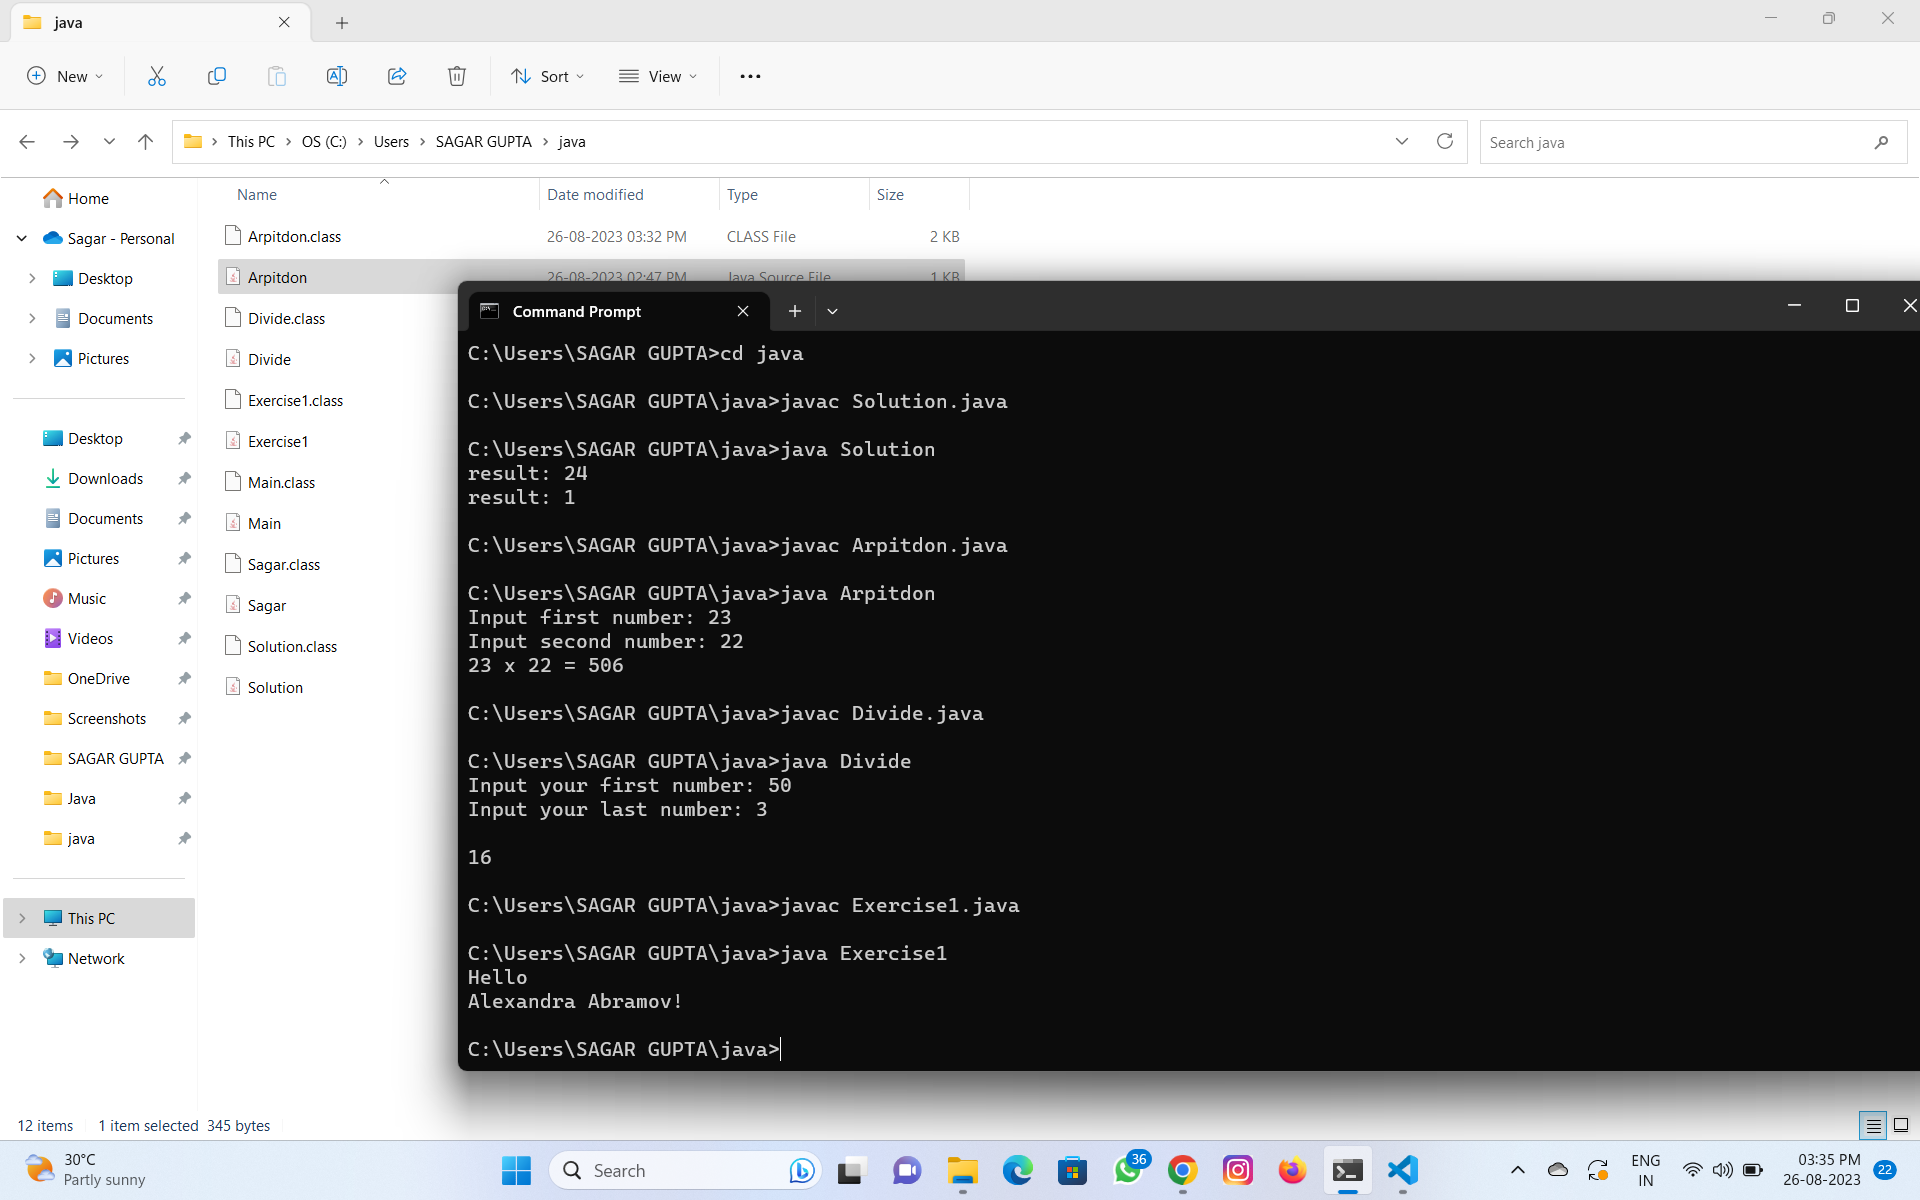 java
New
Sort
View
This PC
OS (C:)
Users
SAGAR GUPTA
java
Search java
Home
Sagar - Personal
Desktop
Documents
Pictures
Desktop
Downloads
Documents
Pictures
Music
Videos
OneDrive
Screenshots
SAGAR GUPTA
Java
java
This PC
Network
Name Date modified Type Size
Arpitdon.class 26-08-2023 03:32 PM CLASS File 2 KB
Arpitdon 26-08-2023 02:47 PM Java Source File 1 KB
Divide.class
Divide
Exercise1.class
Exercise1
Main.class
Main
Sagar.class
Sagar
Solution.class
Solution
Command Prompt
C:\Users\SAGAR GUPTA>cd java
C:\Users\SAGAR GUPTA\java>javac Solution.java
C:\Users\SAGAR GUPTA\java>java Solution
result: 24
result: 1
C:\Users\SAGAR GUPTA\java>javac Arpitdon.java
C:\Users\SAGAR GUPTA\java>java Arpitdon
Input first number: 23
Input second number: 22
23 x 22 = 506
C:\Users\SAGAR GUPTA\java>javac Divide.java
C:\Users\SAGAR GUPTA\java>java Divide
Input your first number: 50
Input your last number: 3
16
C:\Users\SAGAR GUPTA\java>javac Exercise1.java
C:\Users\SAGAR GUPTA\java>java Exercise1
Hello
Alexandra Abramov!
C:\Users\SAGAR GUPTA\java>
12 items 1 item selected 345 bytes
30°C
Partly sunny
Search
36
ENG
IN
03:35 PM
26-08-2023
22